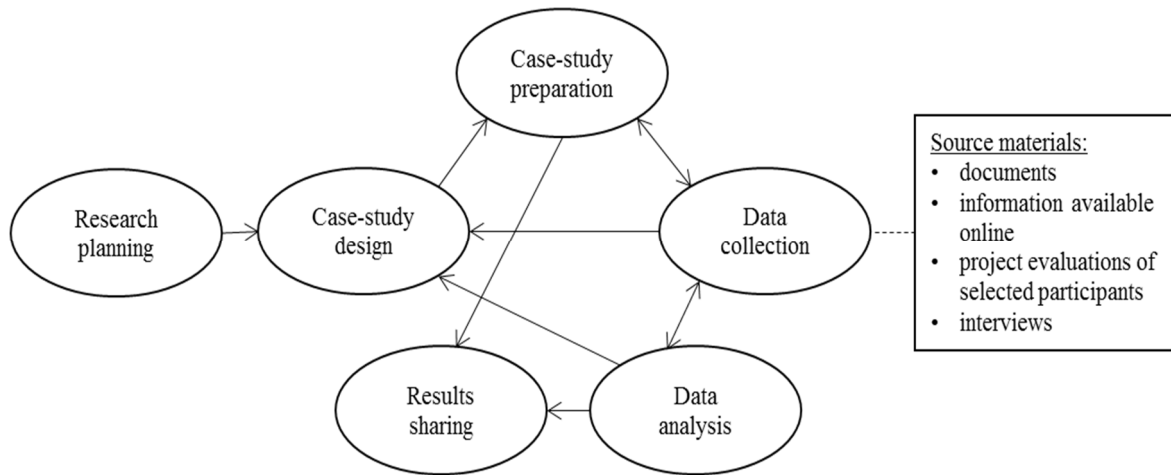 Case-study
preparation
Research
planning
Case-study
design
Data
collection
Source materials:
• documents
• information available
online
• project evaluations of
selected participants
• interviews
Results
sharing
Data
analysis